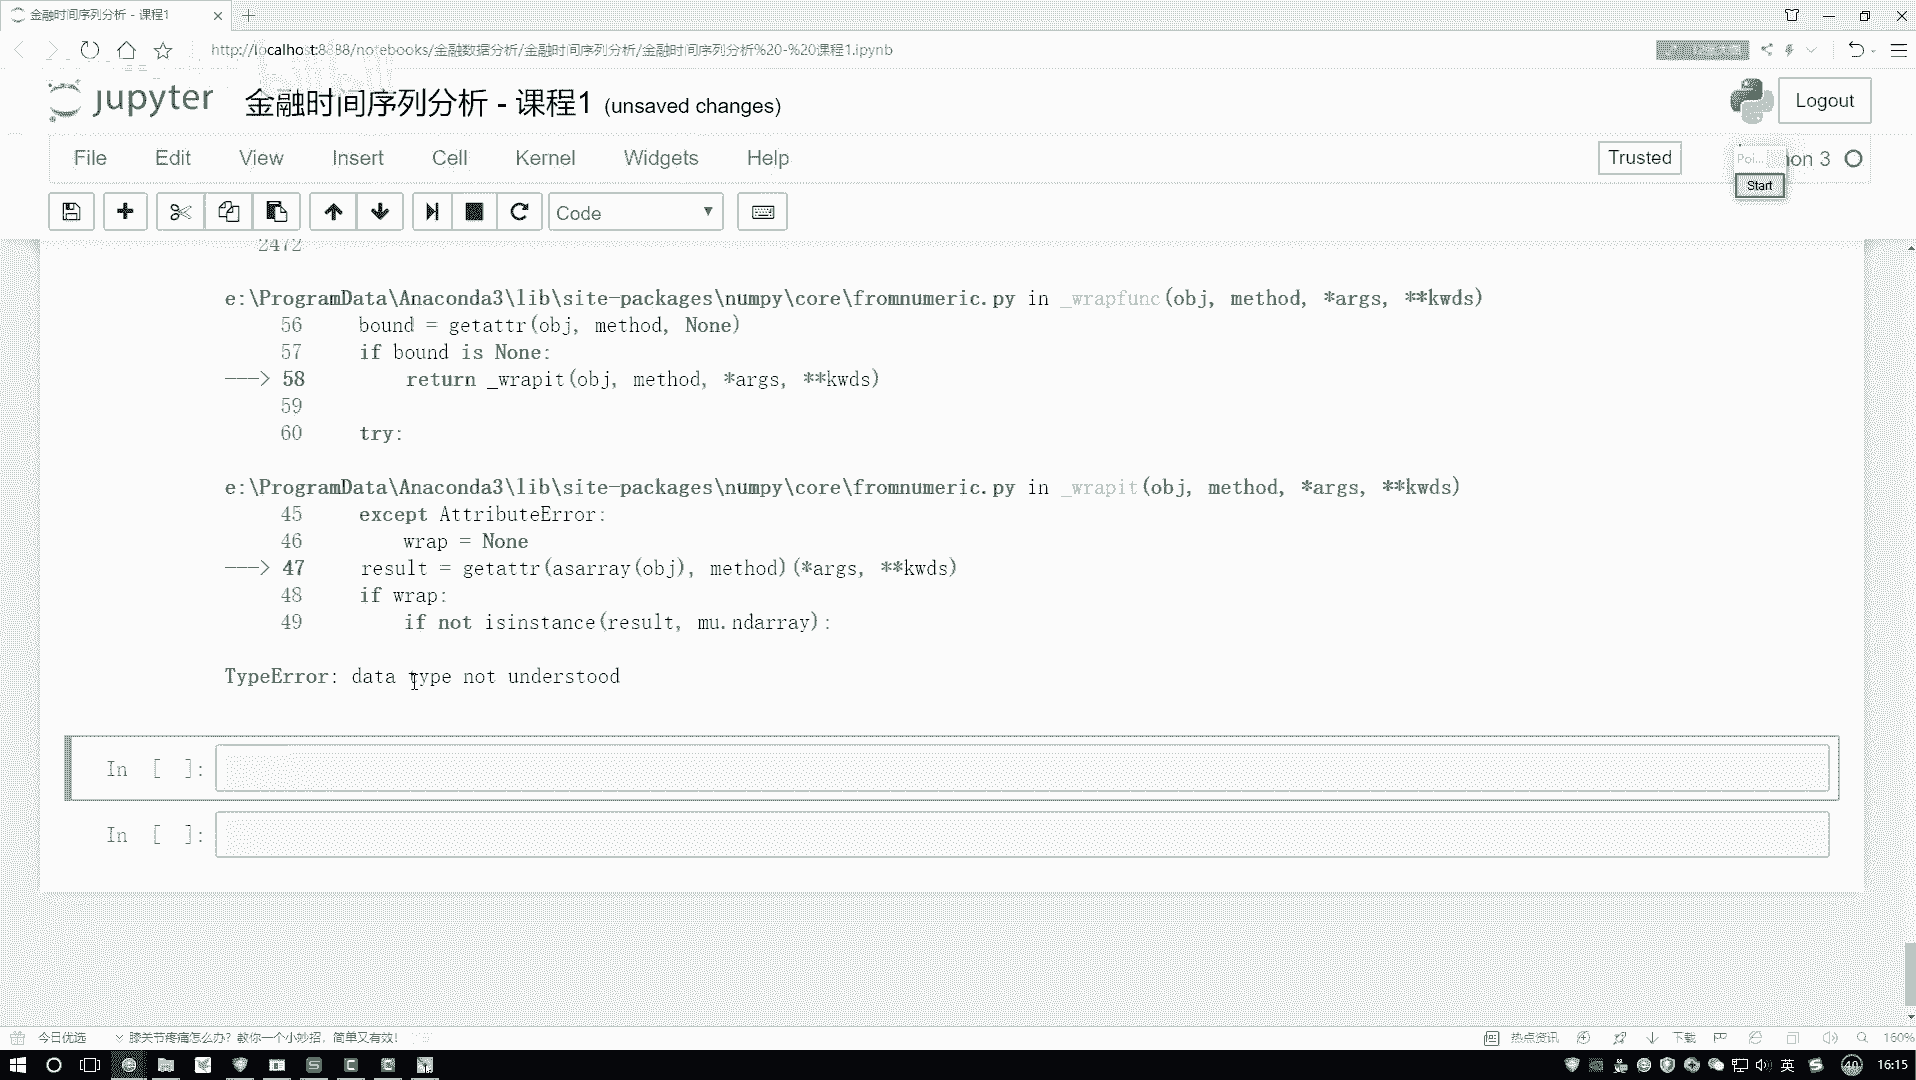 金融时间序列分析 - 课程1
http://localhost:8888/notebooks/金融数据分析/金融时间序列分析/金融时间序列分析%20-%20课程1.ipynb
jupyter 金融时间序列分析 - 课程1 (unsaved changes)
Logout
File Edit View Insert Cell Kernel Widgets Help
Trusted
Poi... hon 3
Start
Code
2472
e:\ProgramData\Anaconda3\lib\site-packages\numpy\core\fromnumeric.py in _wrapfunc(obj, method, *args, **kwds)
56 bound = getattr(obj, method, None)
57 if bound is None:
---> 58 return _wrapit(obj, method, *args, **kwds)
59
60 try:
e:\ProgramData\Anaconda3\lib\site-packages\numpy\core\fromnumeric.py in _wrapit(obj, method, *args, **kwds)
45 except AttributeError:
46 wrap = None
---> 47 result = getattr(asarray(obj), method)(*args, **kwds)
48 if wrap:
49 if not isinstance(result, mu.ndarray):
TypeError: data type not understood
In [ ]:
In [ ]:
今日优选 膝关节疼痛怎么办? 教你一个小妙招, 简单又有效!
热点资讯 下载 160%
英 40 16:15